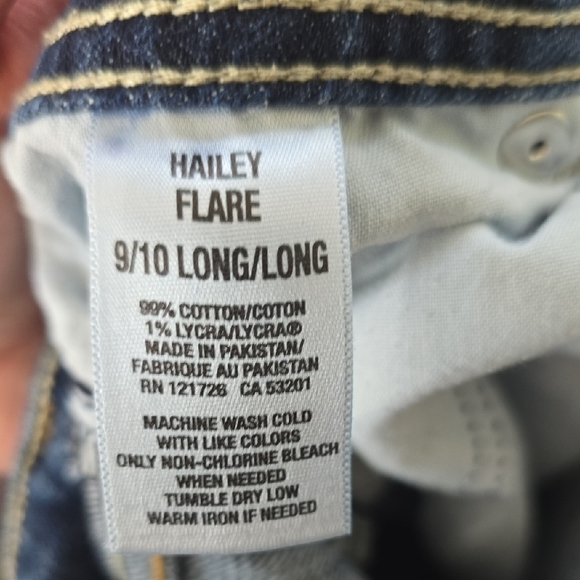 HAILEY
FLARE
9/10 LONG/LONG
99% COTTON/COTON
1% LYCRA/LYCRA®
MADE IN PAKISTAN/
FABRIQUE AU PAKISTAN
RN 121726 CA 53201
MACHINE WASH COLD
WITH LIKE COLORS
ONLY NON-CHLORINE BLEACH
WHEN NEEDED
TUMBLE DRY LOW
WARM IRON IF NEEDED